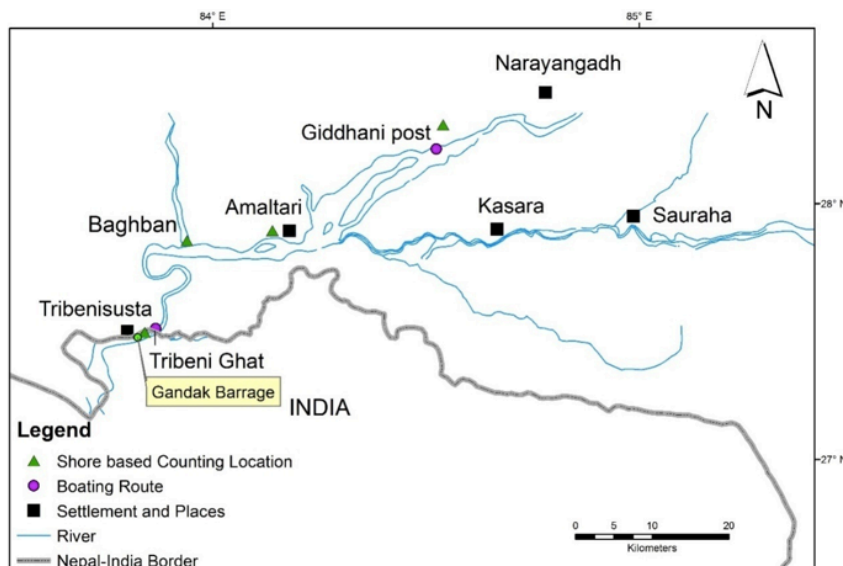 84° E
85° E
Narayangadh
N
Giddhani post
28° N
Amaltari
Kasara
Sauraha
Baghban
Tribenisusta
Tribeni Ghat
Gandak Barrage
INDIA
27° N
Legend
Shore based Counting Location
Boating Route
Settlement and Places
River
Nepal-India Border
0 5 10 20
Kilometers